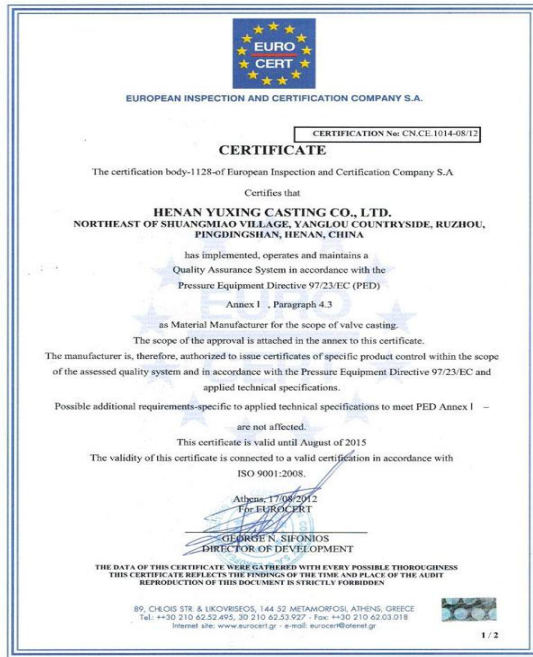 EURO
CERT
EUROPEAN INSPECTION AND CERTIFICATION COMPANY S.A.
CERTIFICATION No: CN.CE.1014-08/12
CERTIFICATE
The certification body-1128-of European Inspection and Certification Company S.A
Certifies that
HENAN YUXING CASTING CO., LTD.
NORTHEAST OF SHUANGMIAO VILLAGE, YANGLOU COUNTRYSIDE, RUZHOU,
PINGDINGSHAN, HENAN, CHINA
has implemented, operates and maintains a
Quality Assurance System in accordance with the
Pressure Equipment Directive 97/23/EC (PED)
Annex I , Paragraph 4.3
as Material Manufacturer for the scope of valve casting.
The scope of the approval is attached in the annex to this certificate.
The manufacturer is, therefore, authorized to issue certificates of specific product control within the scope
of the assessed quality system and in accordance with the Pressure Equipment Directive 97/23/EC and
applied technical specifications.
Possible additional requirements-specific to applied technical specifications to meet PED Annex I –
are not affected.
This certificate is valid until August of 2015
The validity of this certificate is connected to a valid certification in accordance with
ISO 9001:2008.
Athens, 17/08/2012
For EUROCERT
GEORGE N. SIFONIOS
DIRECTOR OF DEVELOPMENT
THE DATA OF THIS CERTIFICATE WERE GATHERED WITH EVERY POSSIBLE THOROUGHNESS
THIS CERTIFICATE REFLECTS THE FINDINGS OF THE TIME AND PLACE OF THE AUDIT
REPRODUCTION OF THIS DOCUMENT IS STRICTLY FORBIDDEN
89, CHLOIS STR. & LIKOVRISEOS, 144 52 METAMORFOSI, ATHENS, GREECE
Tel.: ++30 210 62.52.495, 30 210 62.53.927 - Fax: ++30 210 62.03.018
Internet site: www.eurocert.gr - e-mail: eurocert@otenet.gr
1 / 2